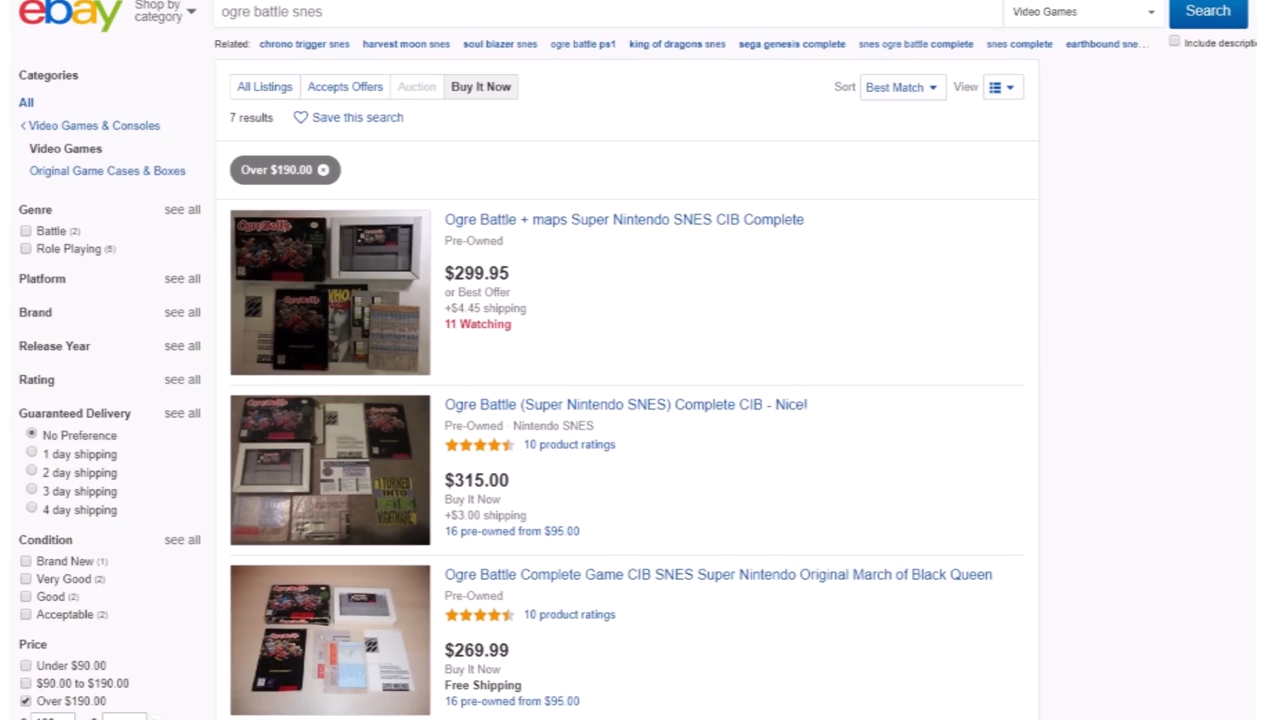 ebay
Shop by
category
ogre battle snes
Video Games
Search
Related: chrono trigger snes harvest moon snes soul blazer snes ogre battle ps1 king of dragons snes sega genesis complete snes ogre battle complete snes complete earthbound sne...
Include descripti
Categories
All
Video Games & Consoles
Video Games
Original Game Cases & Boxes
Genre see all
Battle (2)
Role Playing (5)
Platform see all
Brand see all
Release Year see all
Rating see all
Guaranteed Delivery see all
No Preference
1 day shipping
2 day shipping
3 day shipping
4 day shipping
Condition see all
Brand New (1)
Very Good (2)
Good (2)
Acceptable (2)
Price
Under $90.00
$90.00 to $190.00
Over $190.00
All Listings Accepts Offers Auction Buy It Now
Sort Best Match View
7 results Save this search
Over $190.00
Ogre Battle + maps Super Nintendo SNES CIB Complete
Pre-Owned
$299.95
or Best Offer
+$4.45 shipping
11 Watching
Ogre Battle (Super Nintendo SNES) Complete CIB - Nice!
Pre-Owned · Nintendo SNES
10 product ratings
$315.00
Buy It Now
+$3.00 shipping
16 pre-owned from $95.00
Ogre Battle Complete Game CIB SNES Super Nintendo Original March of Black Queen
Pre-Owned
10 product ratings
$269.99
Buy It Now
Free Shipping
16 pre-owned from $95.00
Ogre Battle
TURNED
INTO
NIGHTMARE